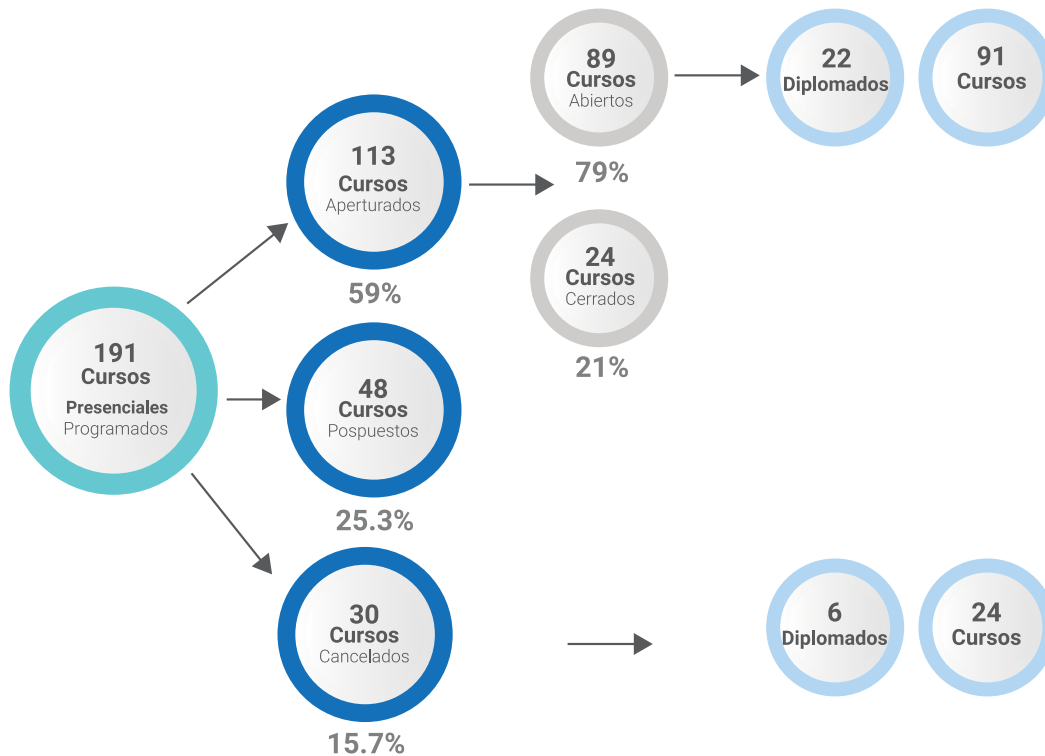 191
Cursos
Presenciales
Programados
113
Cursos
Aperturados
59%
48
Cursos
Pospuestos
25.3%
30
Cursos
Cancelados
15.7%
89
Cursos
Abiertos
79%
24
Cursos
Cerrados
21%
22
Diplomados
91
Cursos
6
Diplomados
24
Cursos